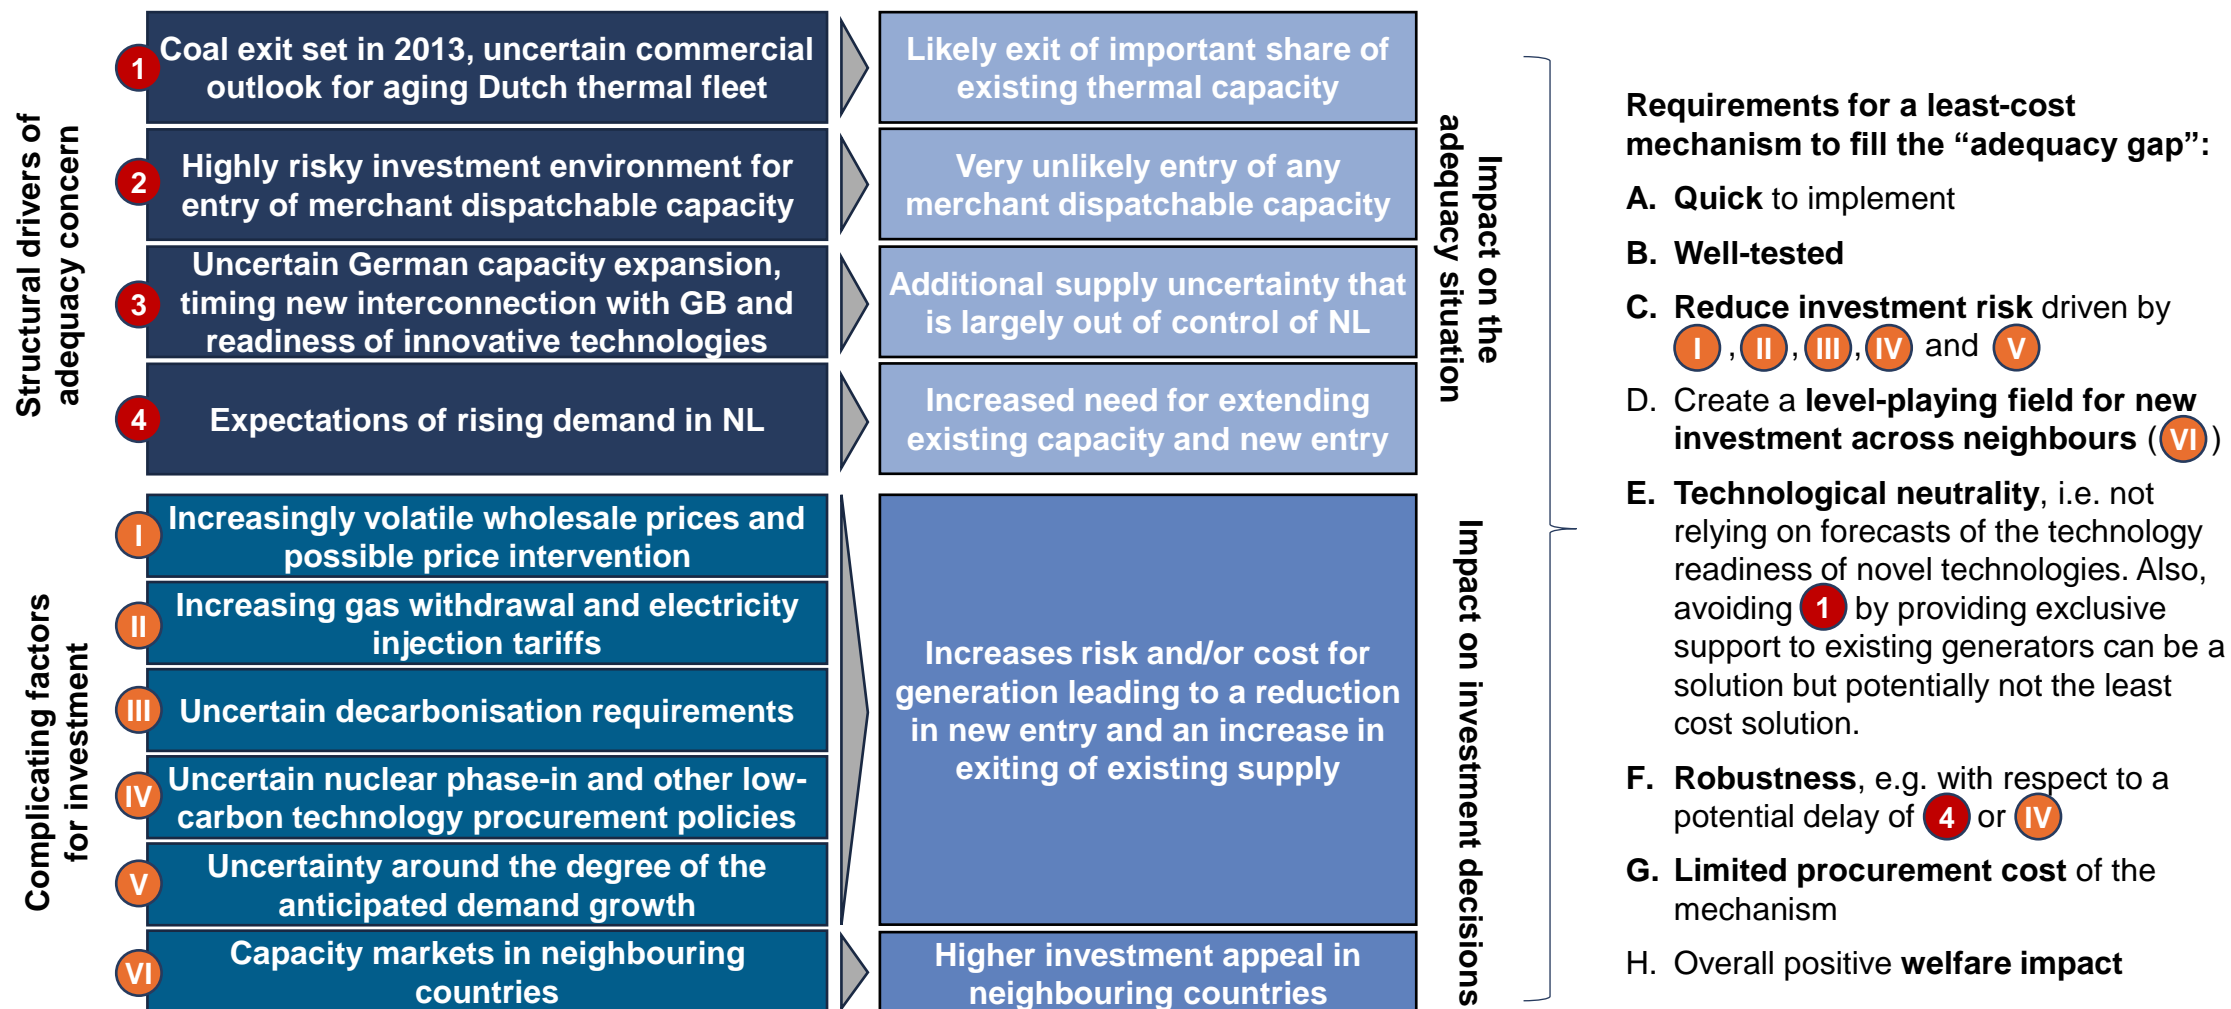 Structural drivers of
adequacy concern
1
Coal exit set in 2013, uncertain commercial
outlook for aging Dutch thermal fleet
Likely exit of important share of
existing thermal capacity
2
Highly risky investment environment for
entry of merchant dispatchable capacity
Very unlikely entry of any
merchant dispatchable capacity
3
Uncertain German capacity expansion,
timing new interconnection with GB and
readiness of innovative technologies
Additional supply uncertainty that
is largely out of control of NL
4
Expectations of rising demand in NL
Increased need for extending
existing capacity and new entry
Impact on the
adequacy situation
Complicating factors
for investment
I
Increasingly volatile wholesale prices and
possible price intervention
II
Increasing gas withdrawal and electricity
injection tariffs
III
Uncertain decarbonisation requirements
IV
Uncertain nuclear phase-in and other low-
carbon technology procurement policies
V
Uncertainty around the degree of the
anticipated demand growth
Increases risk and/or cost for
generation leading to a reduction
in new entry and an increase in
exiting of existing supply
VI
Capacity markets in neighbouring
countries
Higher investment appeal in
neighbouring countries
Impact on investment decisions
Requirements for a least-cost
mechanism to fill the “adequacy gap”:
A. Quick to implement
B. Well-tested
C. Reduce investment risk driven by
I , II , III , IV and V
D. Create a level-playing field for new
investment across neighbours (VI)
E. Technological neutrality, i.e. not
relying on forecasts of the technology
readiness of novel technologies. Also,
avoiding 1 by providing exclusive
support to existing generators can be a
solution but potentially not the least
cost solution.
F. Robustness, e.g. with respect to a
potential delay of 4 or IV
G. Limited procurement cost of the
mechanism
H. Overall positive welfare impact